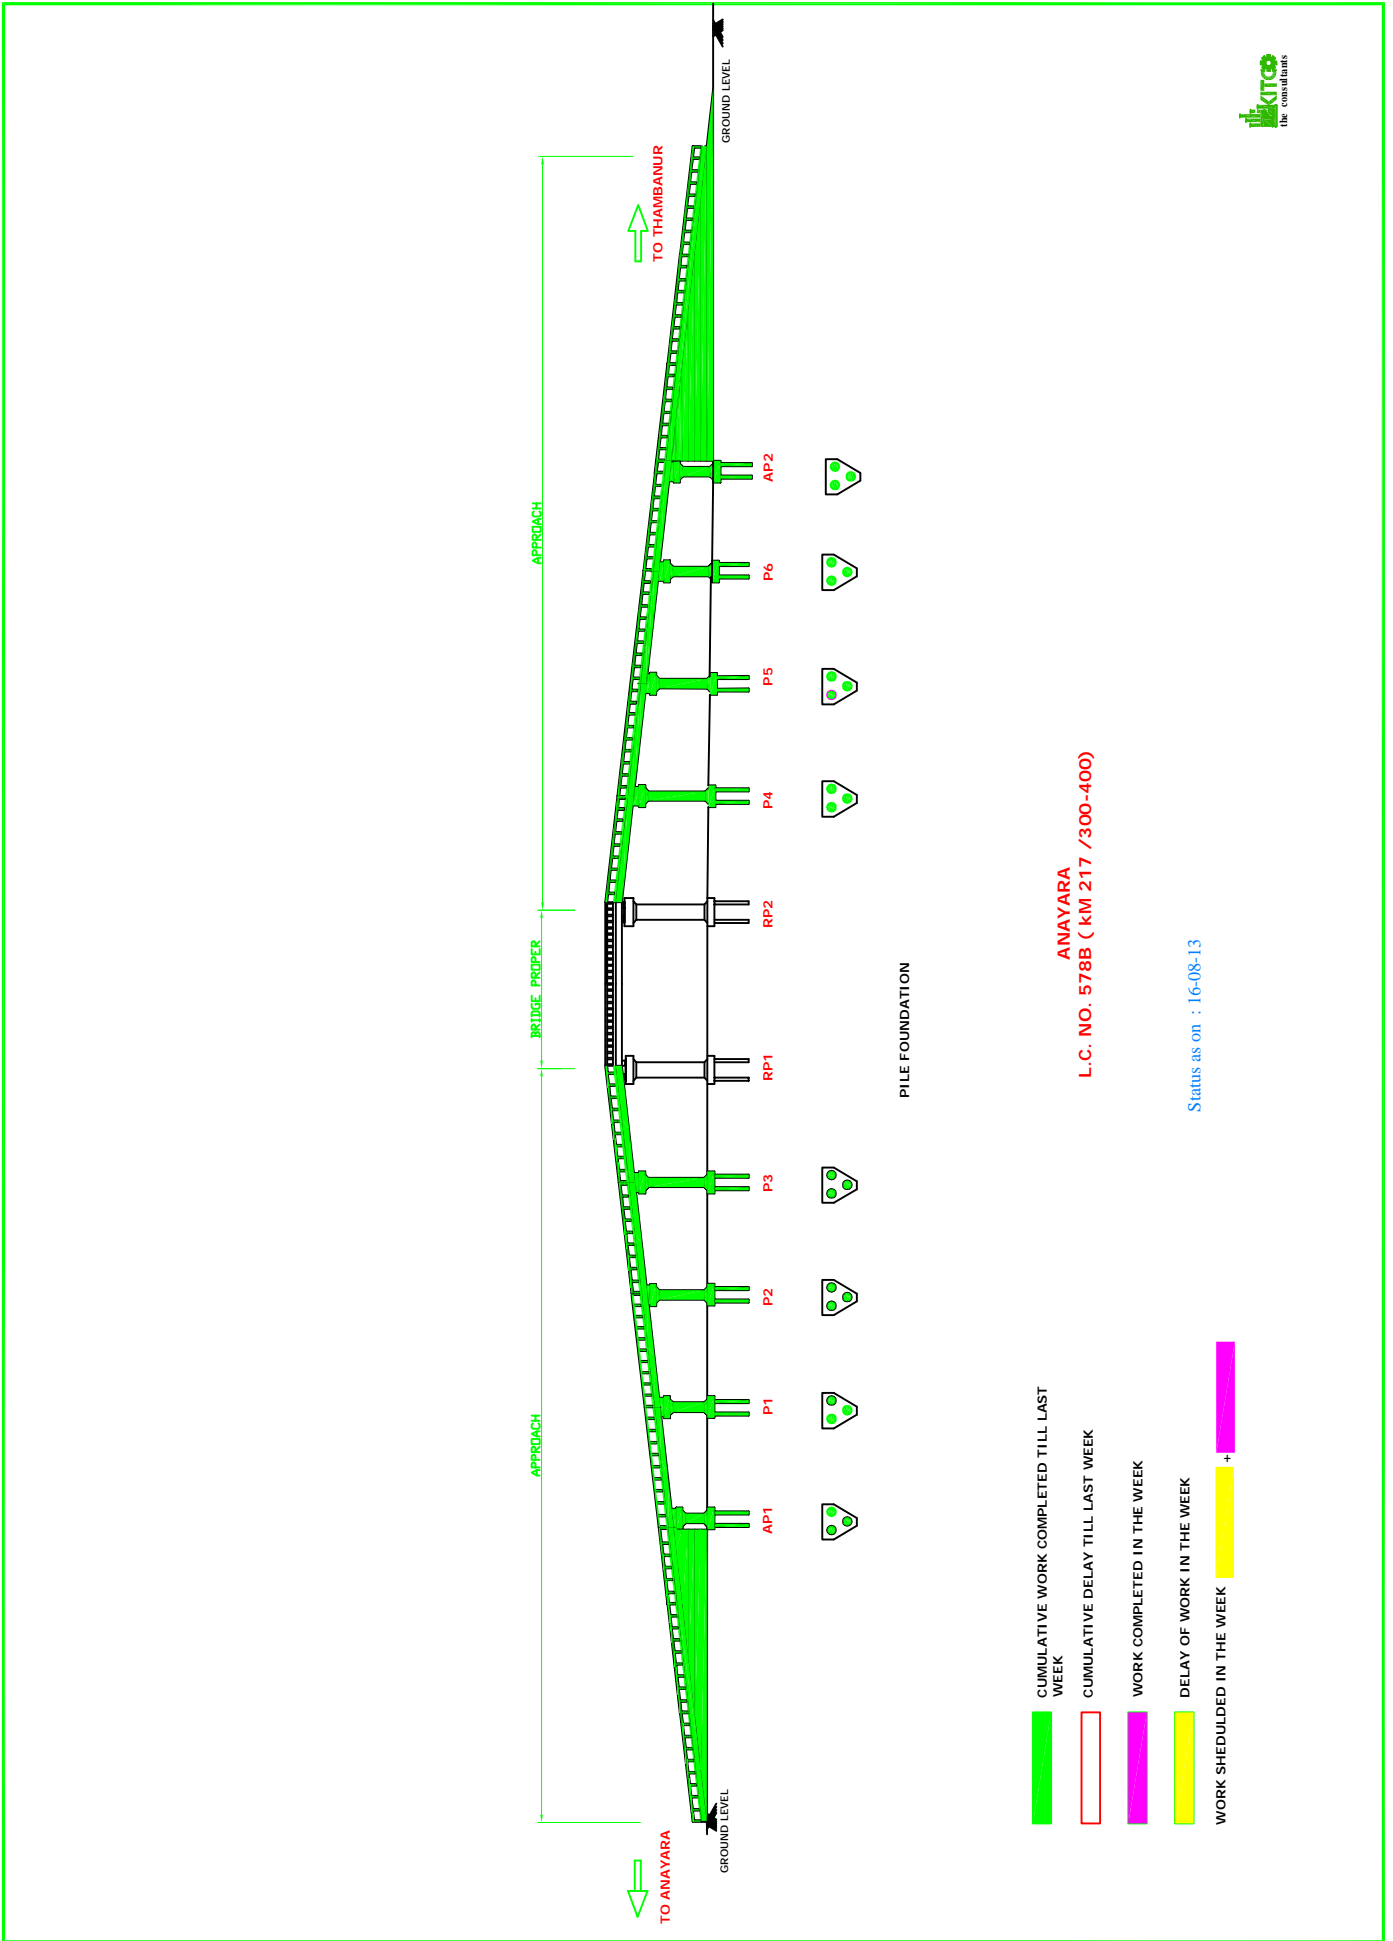 APPROACH
BRIDGE PROPER
APPROACH
TO ANAYARA
TO THAMBANUR
GROUND LEVEL
GROUND LEVEL
AP1
P1
P2
P3
RP1
RP2
P4
P5
P6
AP2
PILE FOUNDATION
ANAYARA
L.C. NO. 578B ( kM 217 /300-400)
Status as on : 16-08-13
CUMULATIVE WORK COMPLETED TILL LAST
WEEK
CUMULATIVE DELAY TILL LAST WEEK
WORK COMPLETED IN THE WEEK
DELAY OF WORK IN THE WEEK
WORK SHEDULDED IN THE WEEK
+
KITCO
the consultants